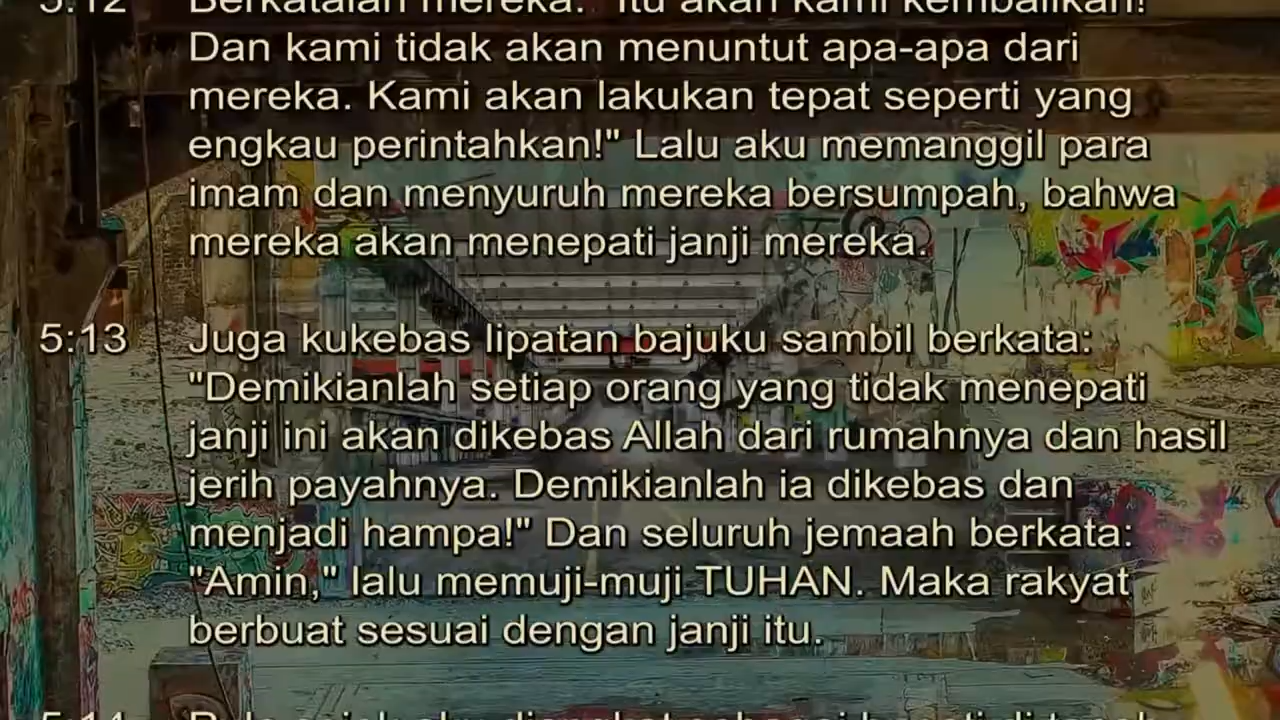 5:12 Berkatalah mereka: "Itu akan kami kembalikan!
Dan kami tidak akan menuntut apa-apa dari
mereka. Kami akan lakukan tepat seperti yang
engkau perintahkan!" Lalu aku memanggil para
imam dan menyuruh mereka bersumpah, bahwa
mereka akan menepati janji mereka.
5:13 Juga kukebas lipatan bajuku sambil berkata:
"Demikianlah setiap orang yang tidak menepati
janji ini akan dikebas Allah dari rumahnya dan hasil
jerih payahnya. Demikianlah ia dikebas dan
menjadi hampa!" Dan seluruh jemaah berkata:
"Amin," lalu memuji-muji TUHAN. Maka rakyat
berbuat sesuai dengan janji itu.
5:14